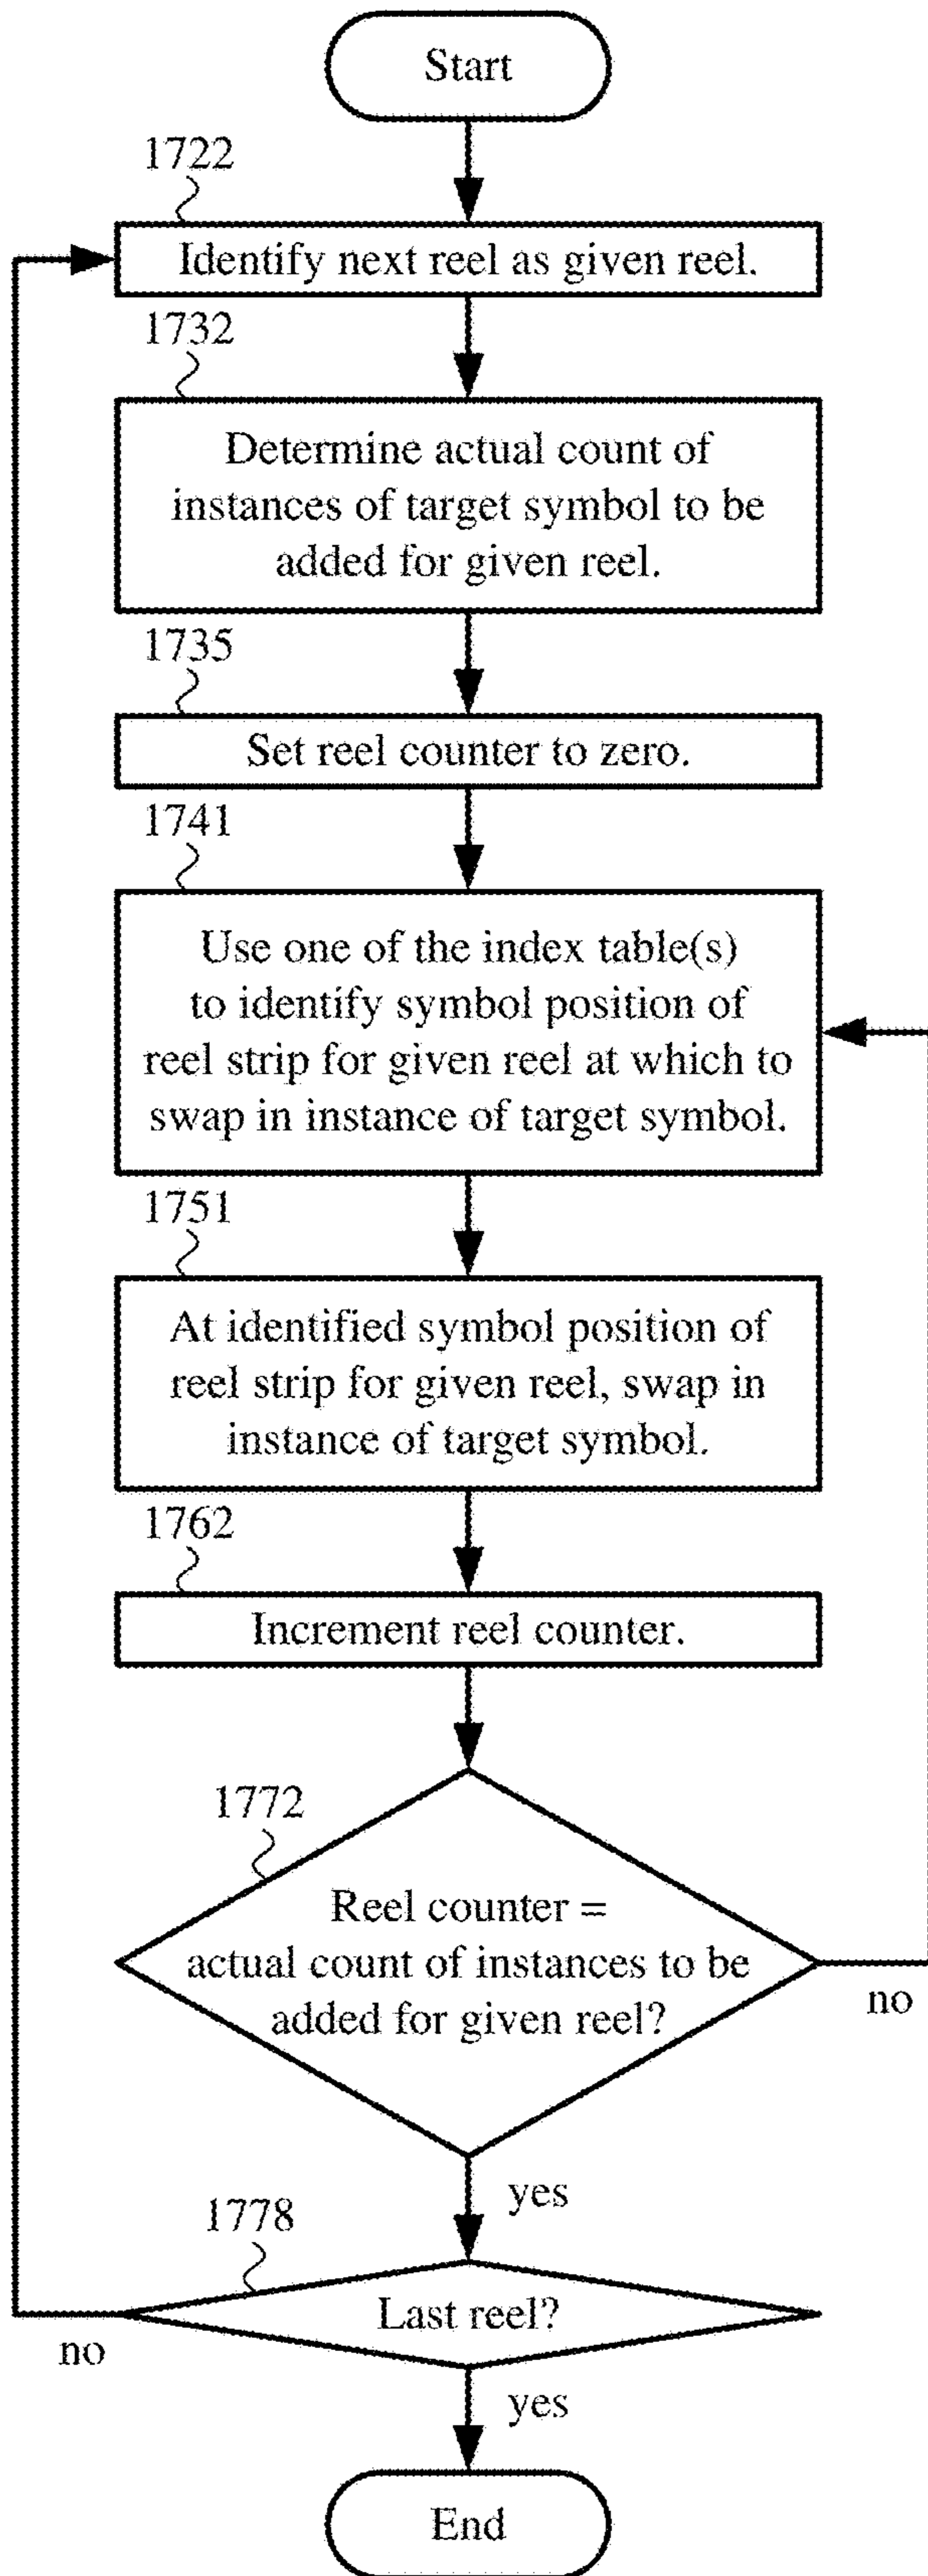 Start
1722
Identify next reel as given reel.
1732
Determine actual count of
instances of target symbol to be
added for given reel.
1735
Set reel counter to zero.
1741
Use one of the index table(s)
to identify symbol position of
reel strip for given reel at which to
swap in instance of target symbol.
1751
At identified symbol position of
reel strip for given reel, swap in
instance of target symbol.
1762
Increment reel counter.
1772
Reel counter =
actual count of instances to be
added for given reel?
no
yes
1778
Last reel?
no
yes
End